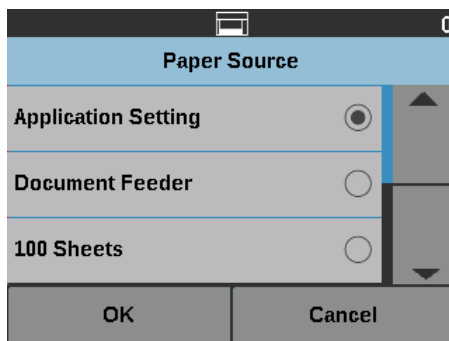 Paper Source
Application Setting
Document Feeder
100 Sheets
OK
Cancel